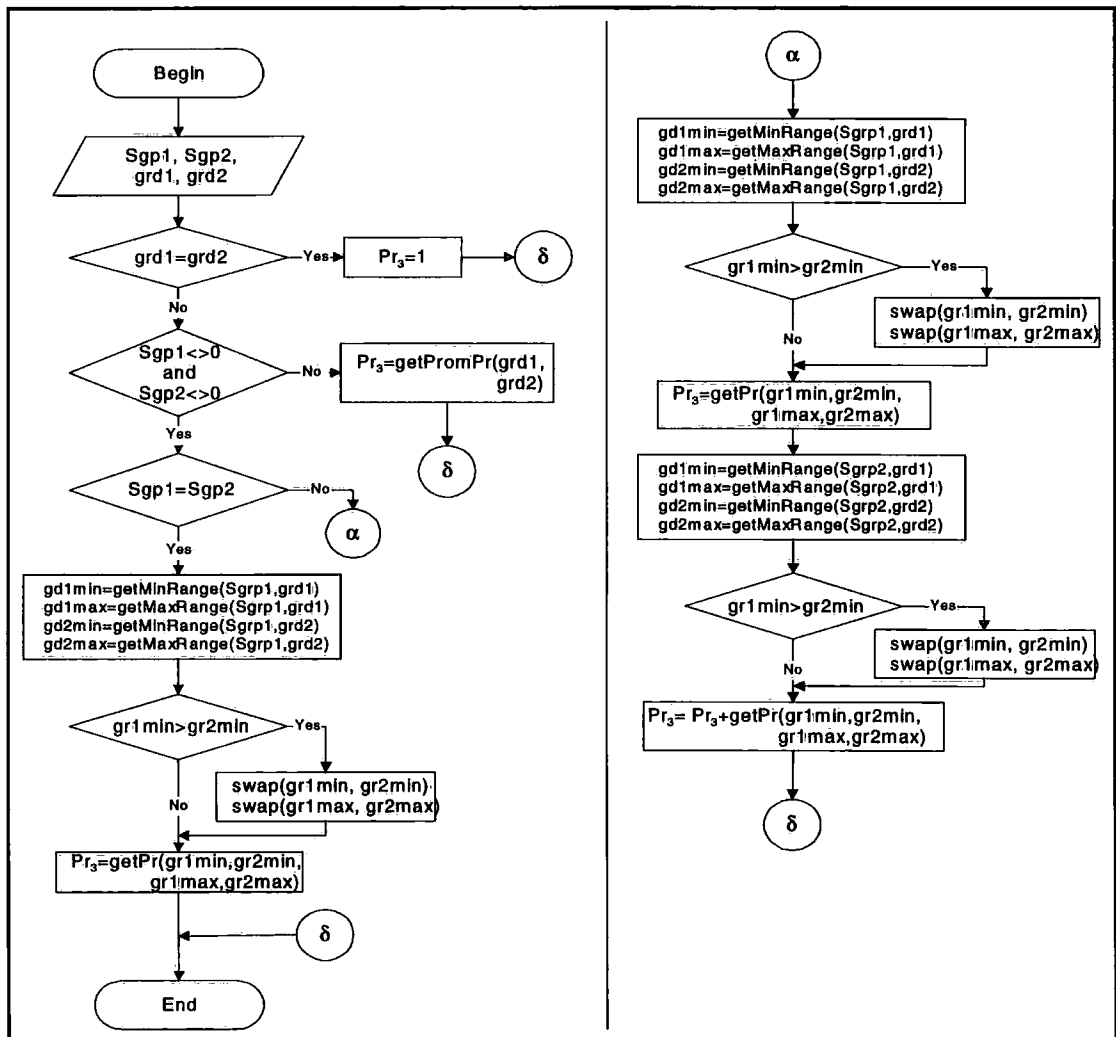 Begin
Sgp1, Sgp2,
grd1, grd2
grd1=grd2
Yes
Pr₃=1
δ
No
Sgp1<>0
and
Sgp2<>0
No
Pr₃=getPromPr(grd1,
grd2)
δ
Yes
Sgp1=Sgp2
No
α
Yes
gd1min=getMinRange(Sgrp1,grd1)
gd1max=getMaxRange(Sgrp1,grd1)
gd2min=getMinRange(Sgrp1,grd2)
gd2max=getMaxRange(Sgrp1,grd2)
gr1min>gr2min
Yes
swap(gr1min, gr2min)
swap(gr1max, gr2max)
No
Pr₃=getPr(gr1min,gr2min,
gr1max,gr2max)
δ
End
α
gd1min=getMinRange(Sgrp1,grd1)
gd1max=getMaxRange(Sgrp1,grd1)
gd2min=getMinRange(Sgrp1,grd2)
gd2max=getMaxRange(Sgrp1,grd2)
gr1min>gr2min
Yes
swap(gr1min, gr2min)
swap(gr1max, gr2max)
No
Pr₃=getPr(gr1min,gr2min,
gr1max,gr2max)
gd1min=getMinRange(Sgrp2,grd1)
gd1max=getMaxRange(Sgrp2,grd1)
gd2min=getMinRange(Sgrp2,grd2)
gd2max=getMaxRange(Sgrp2,grd2)
gr1min>gr2min
Yes
swap(gr1min, gr2min)
swap(gr1max, gr2max)
No
Pr₃= Pr₃+getPr(gr1min,gr2min,
gr1max,gr2max)
δ